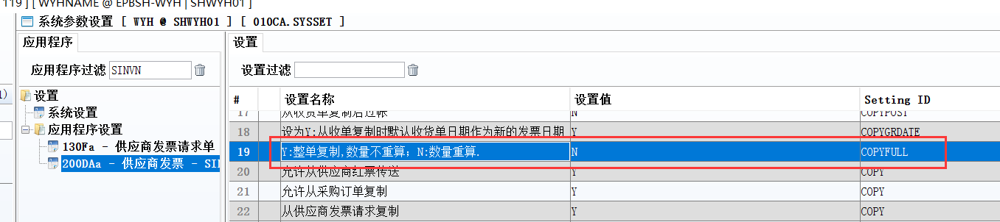 119 ] [ WYHNAME @ EPBSH-WYH | SHWYH01 ]
系统参数设置 [ WYH @ SHWYH01 ] [ 010CA.SYSSET ]
应用程序
设置
应用程序过滤 SINVN
设置过滤
设置
系统设置
应用程序设置
130Fa - 供应商发票请求单
200DAa - 供应商发票 - SI
# 设置名称 设置值 Setting ID
17 从收货单复制后过帐 N COPYPOST
18 设为Y:从收单复制时默认收货单日期作为新的发票日期 Y COPYGRDATE
19 Y:整单复制,数量不重算; N:数量重算. N COPYFULL
20 允许从供应商红票传送 Y COPY
21 允许从采购订单复制 Y COPY
22 从供应商发票请求复制 Y COPY